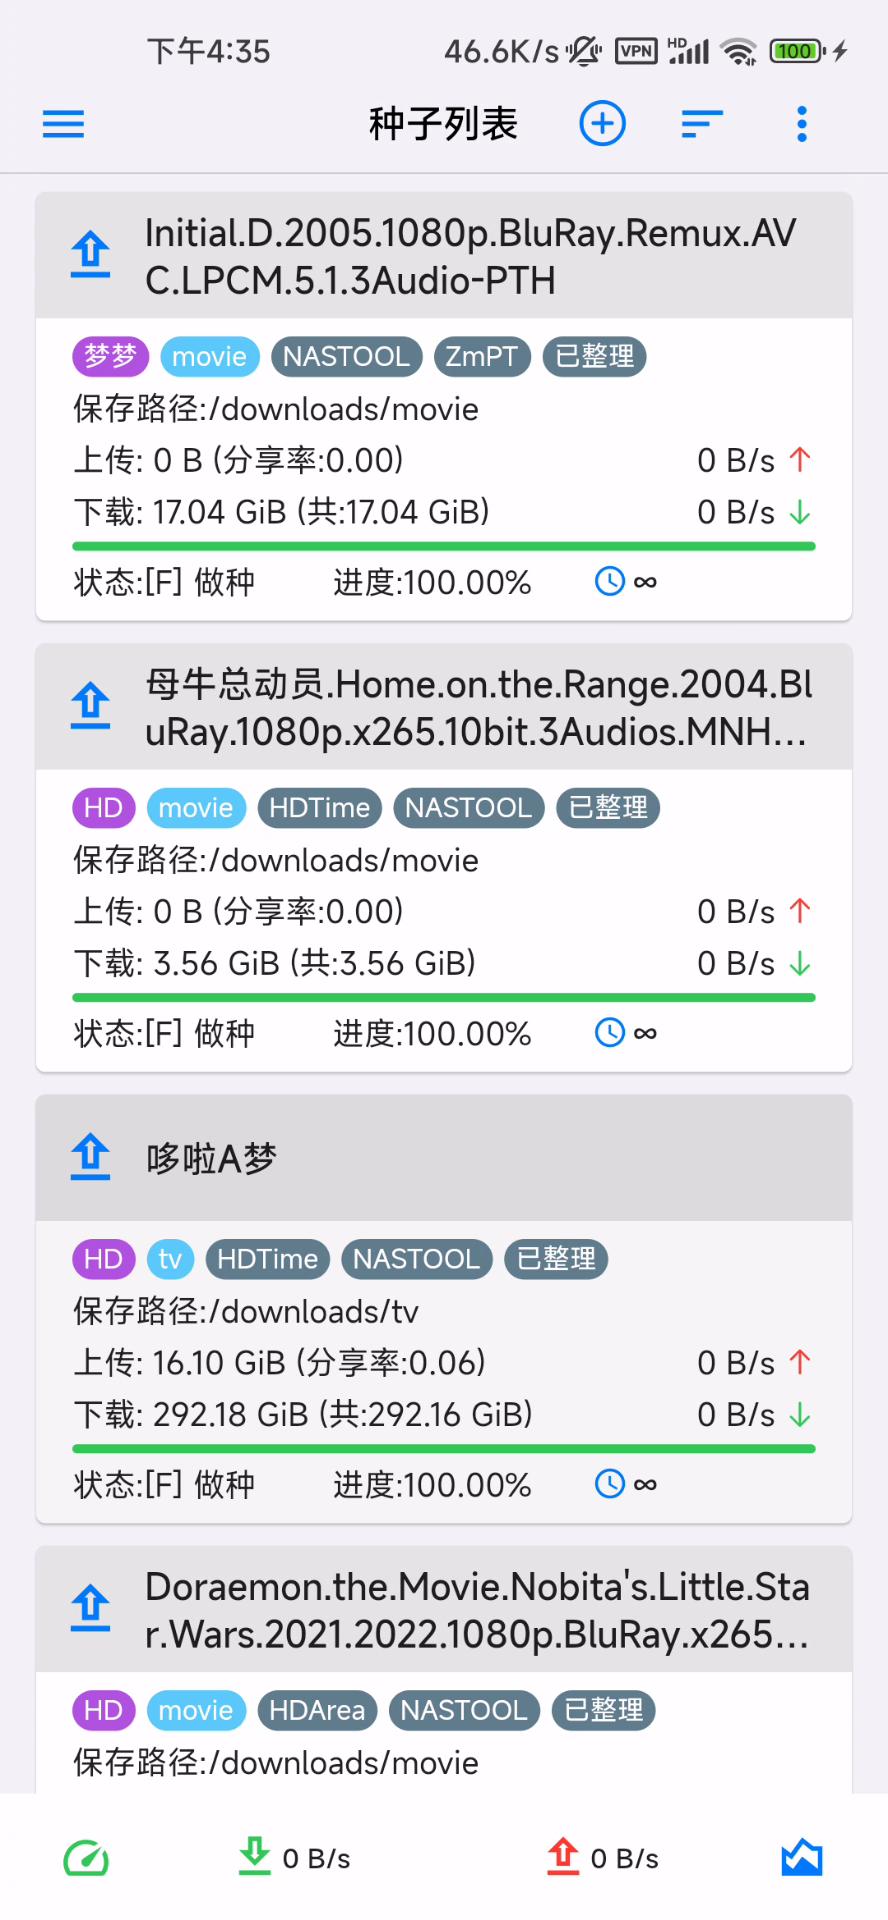 下午4:35 46.6K/s VPN HD 100
种子列表
Initial.D.2005.1080p.BluRay.Remux.AV
C.LPCM.5.1.3Audio-PTH
梦梦 movie NASTOOL ZmPT 已整理
保存路径:/downloads/movie
上传: 0 B (分享率:0.00) 0 B/s
下载: 17.04 GiB (共:17.04 GiB) 0 B/s
状态:[F] 做种 进度:100.00% ∞
母牛总动员.Home.on.the.Range.2004.Bl
uRay.1080p.x265.10bit.3Audios.MNH...
HD movie HDTime NASTOOL 已整理
保存路径:/downloads/movie
上传: 0 B (分享率:0.00) 0 B/s
下载: 3.56 GiB (共:3.56 GiB) 0 B/s
状态:[F] 做种 进度:100.00% ∞
哆啦A梦
HD tv HDTime NASTOOL 已整理
保存路径:/downloads/tv
上传: 16.10 GiB (分享率:0.06) 0 B/s
下载: 292.18 GiB (共:292.16 GiB) 0 B/s
状态:[F] 做种 进度:100.00% ∞
Doraemon.the.Movie.Nobita's.Little.Sta
r.Wars.2021.2022.1080p.BluRay.x265...
HD movie HDArea NASTOOL 已整理
保存路径:/downloads/movie
0 B/s 0 B/s